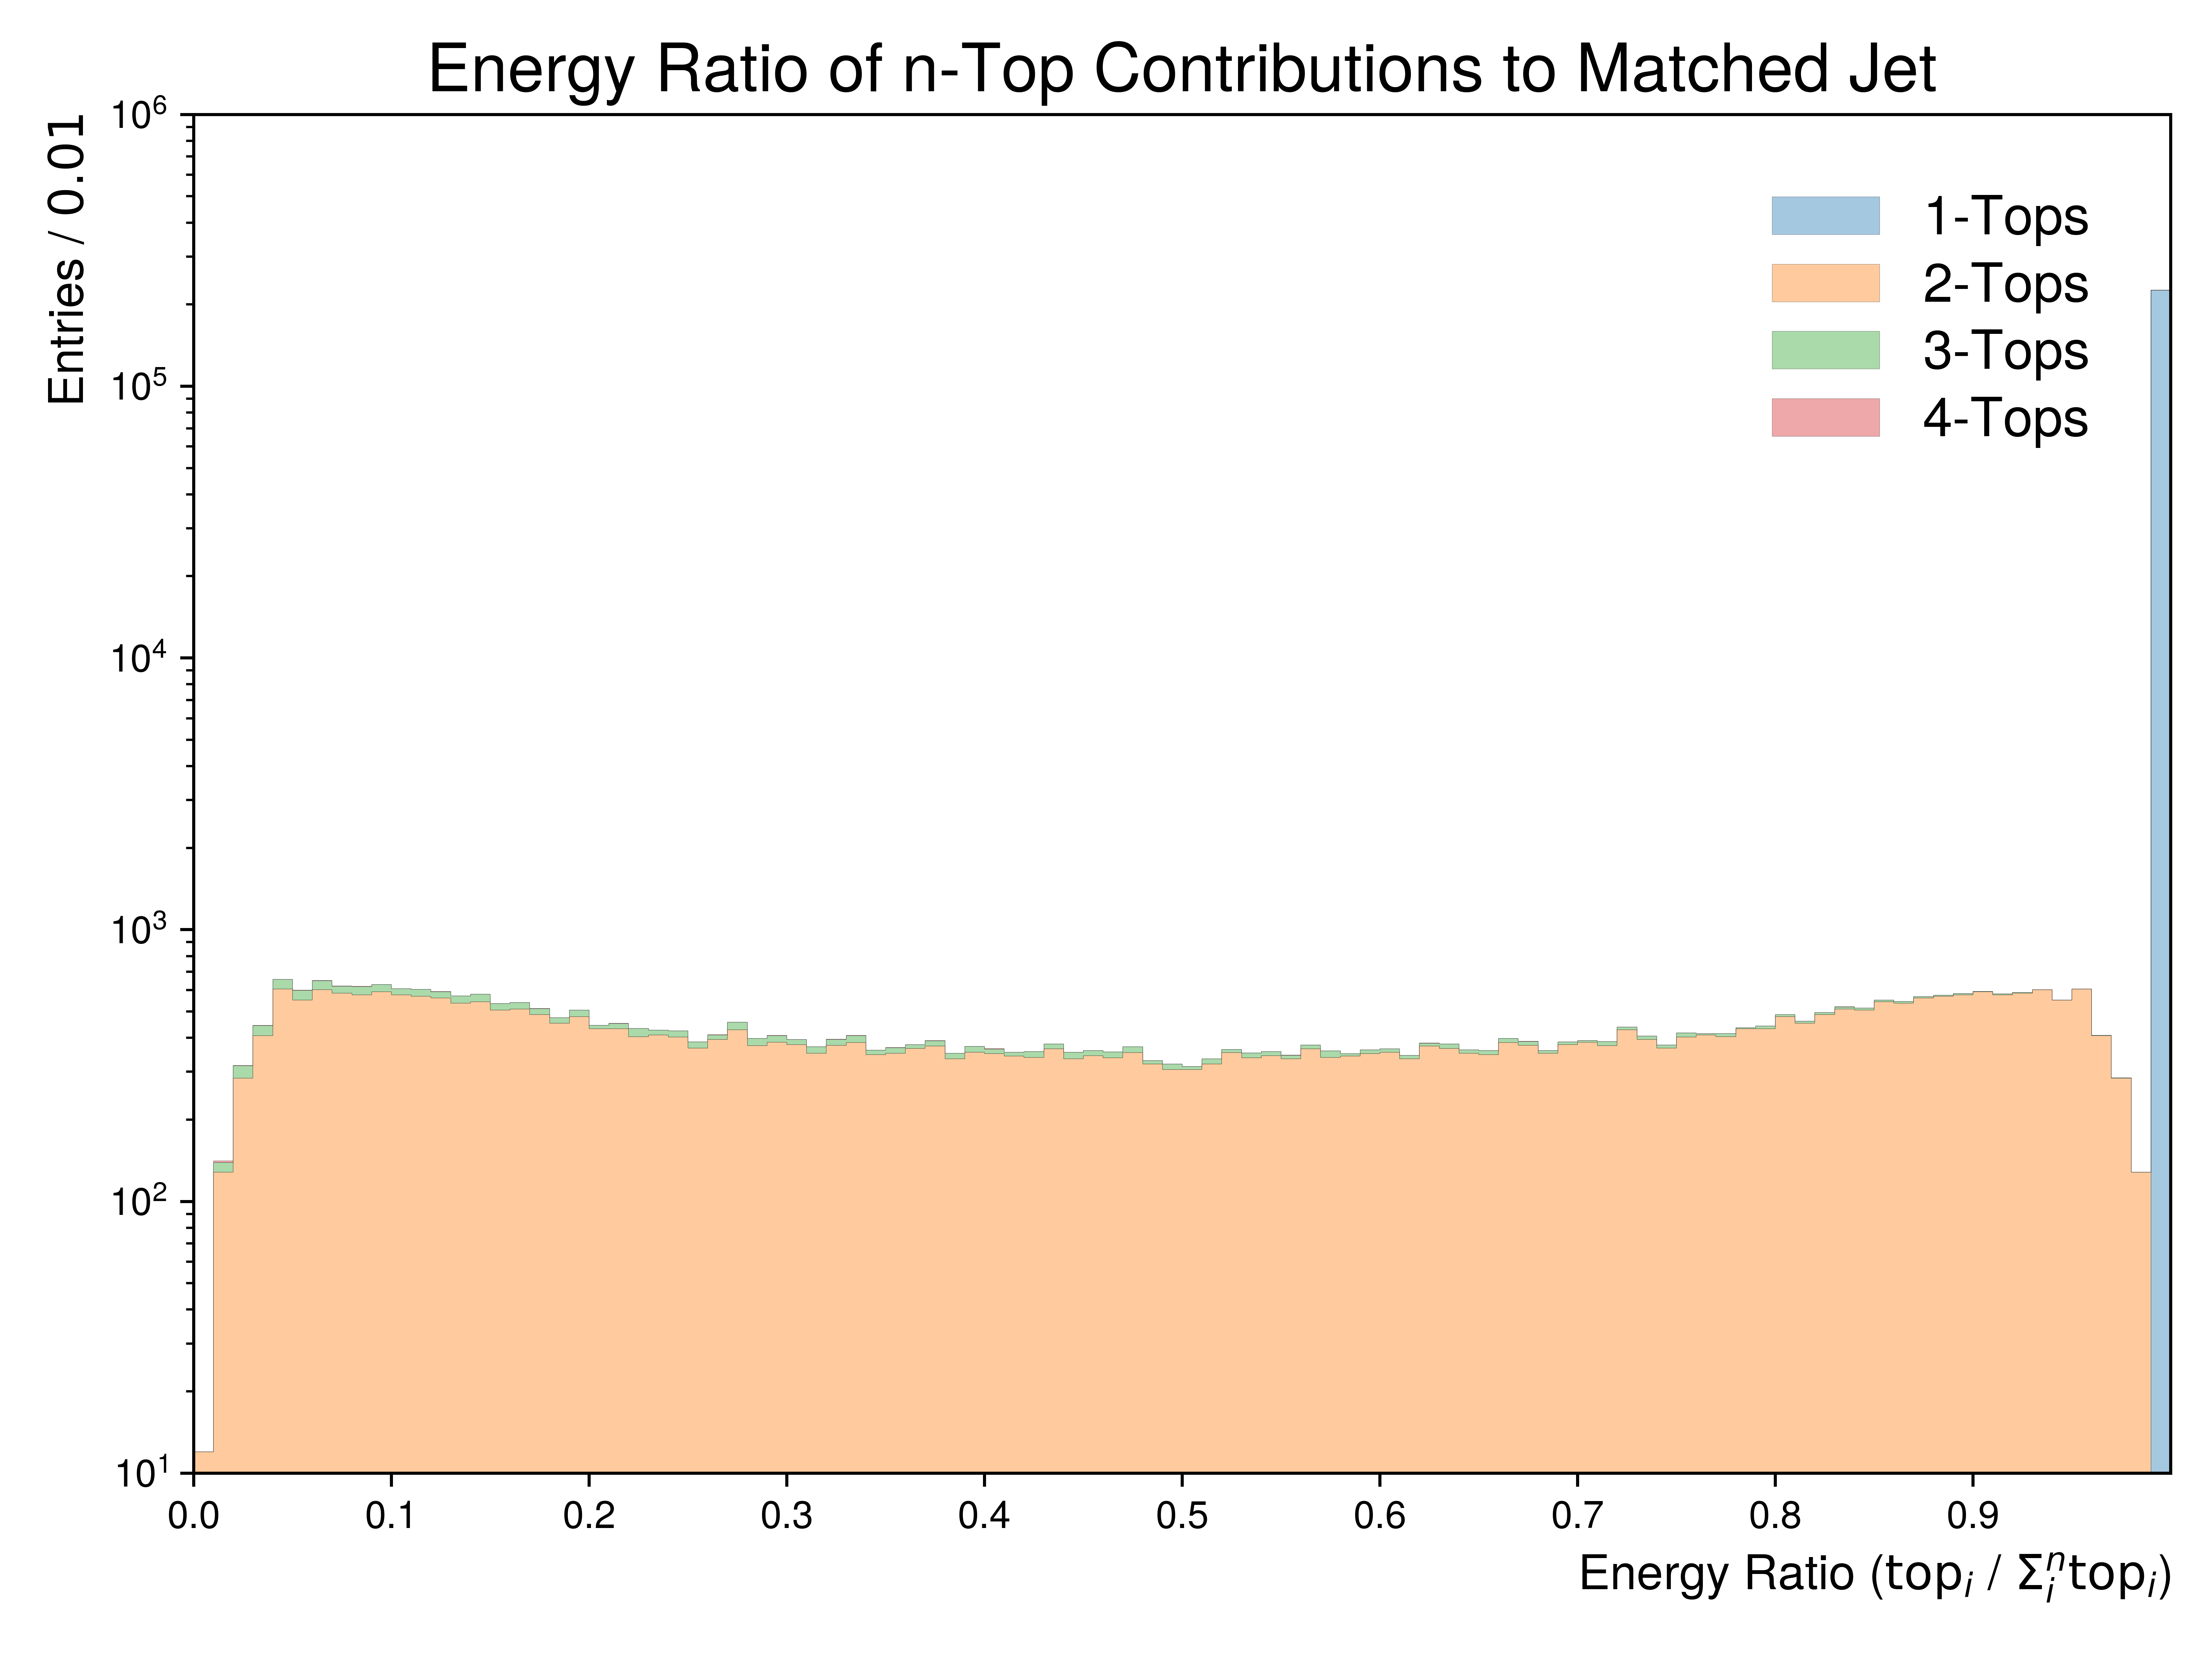 Energy Ratio of n-Top Contributions to Matched Jet
Entries / 0.01
10⁶
10⁵
10⁴
10³
10²
10¹
1-Tops
2-Tops
3-Tops
4-Tops
0.0 0.1 0.2 0.3 0.4 0.5 0.6 0.7 0.8 0.9
Energy Ratio (topᵢ / Σᵢⁿtopᵢ)